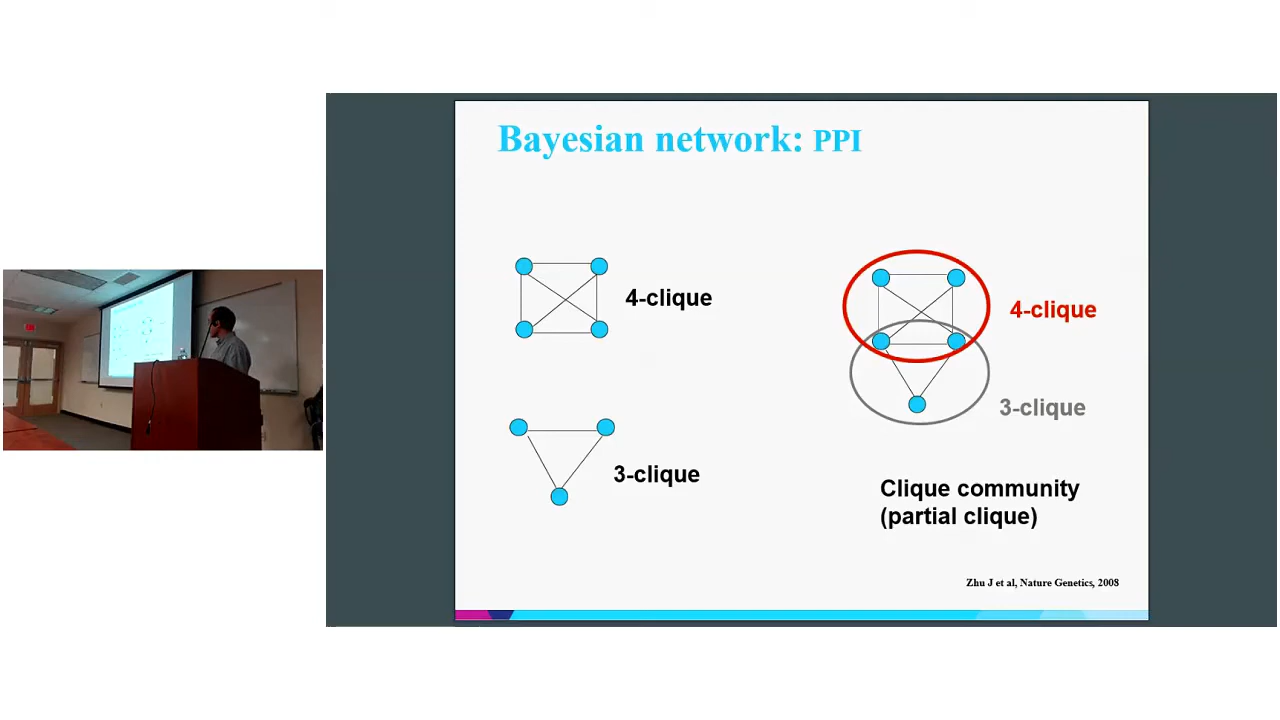 Bayesian network: PPI
4-clique
3-clique
4-clique
3-clique
Clique community
(partial clique)
Zhu J et al, Nature Genetics, 2008